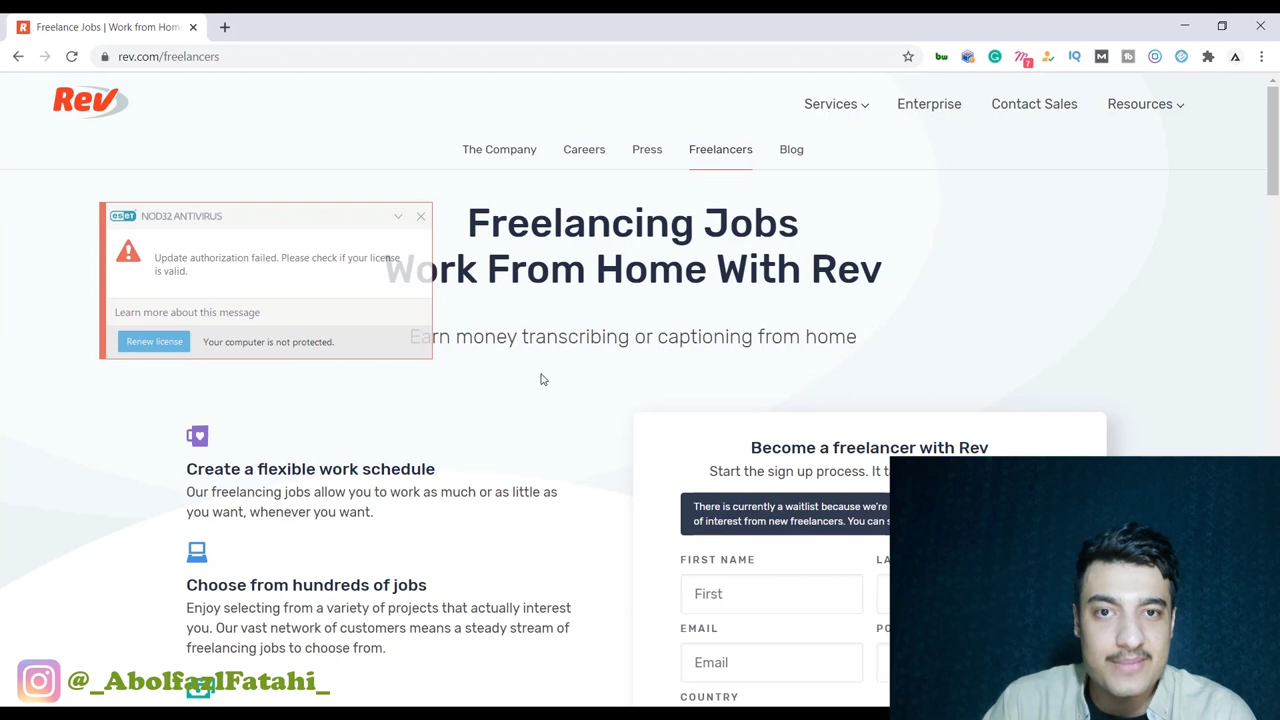 Freelance Jobs | Work from Hom
rev.com/freelancers
7
Rev
Services
Enterprise
Contact Sales
Resources
The Company
Careers
Press
Freelancers
Blog
eseT NOD32 ANTIVIRUS
Update authorization failed. Please check if your license
is valid.
Learn more about this message
Renew license
Your computer is not protected.
Freelancing Jobs
Work From Home With Rev
Earn money transcribing or captioning from home
Create a flexible work schedule
Our freelancing jobs allow you to work as much or as little as
you want, whenever you want.
Choose from hundreds of jobs
Enjoy selecting from a variety of projects that actually interest
you. Our vast network of customers means a steady stream of
freelancing jobs to choose from.
Become a freelancer with Rev
Start the sign up process. It
There is currently a waitlist because we're
of interest from new freelancers. You can
FIRST NAME
LA
First
EMAIL
PO
Email
COUNTRY
@_AbolfazlFatahi_